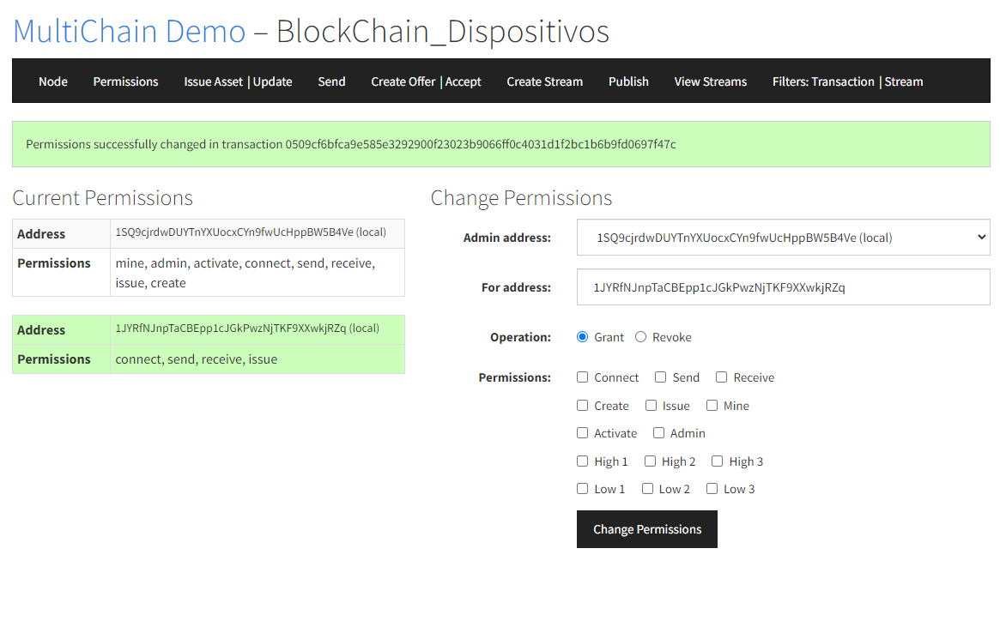 MultiChain Demo – BlockChain_Dispositivos
Node Permissions Issue Asset | Update Send Create Offer | Accept Create Stream Publish View Streams Filters: Transaction | Stream
Permissions successfully changed in transaction 0509cf6bfca9e585e3292900f23023b9066ff0c4031d1f2bc1b6b9fd0697f47c
Current Permissions
Address 1SQ9cjrdwDUYTnYXUocxCYn9fwUcHppBW5B4Ve (local)
Permissions mine, admin, activate, connect, send, receive,
issue, create
Address 1JYRfNJnpTaCBEpp1cJGkPwzNjTKF9XXwkjRZq (local)
Permissions connect, send, receive, issue
Change Permissions
Admin address: 1SQ9cjrdwDUYTnYXUocxCYn9fwUcHppBW5B4Ve (local)
For address: 1JYRfNJnpTaCBEpp1cJGkPwzNjTKF9XXwkjRZq
Operation: Grant Revoke
Permissions: Connect Send Receive
Create Issue Mine
Activate Admin
High 1 High 2 High 3
Low 1 Low 2 Low 3
Change Permissions